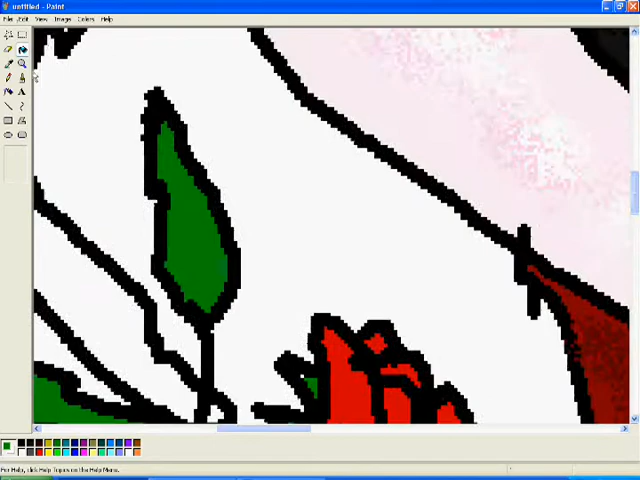 untitled - Paint
File Edit View Image Colors Help
For Help, click Help Topics on the Help Menu.